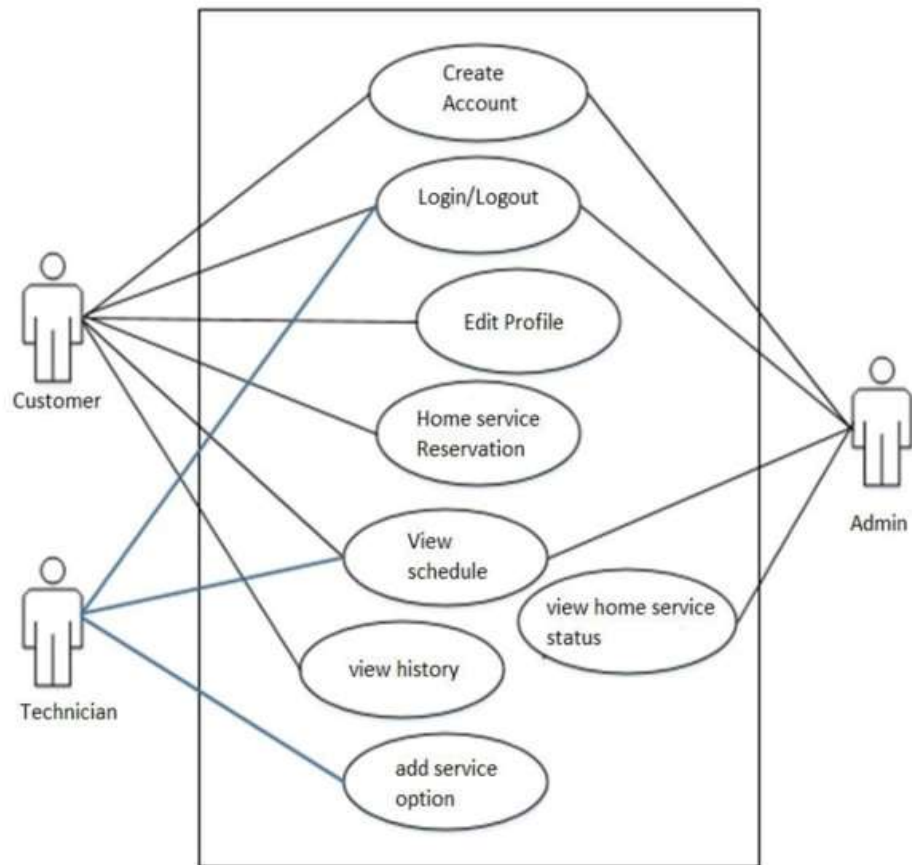 Create
Account
Login/Logout
Edit Profile
Customer
Home service
Reservation
Admin
View
schedule
view home service
status
view history
Technician
add service
option